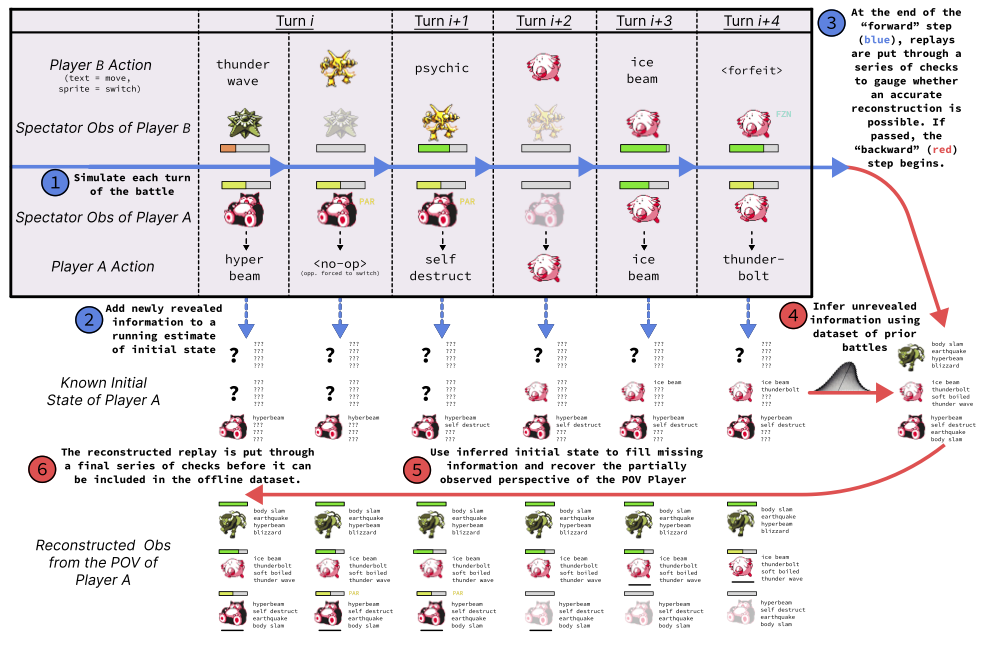 Turn i
Turn i+1
Turn i+2
Turn i+3
Turn i+4
Player B Action
(text = move,
sprite = switch)
thunder
wave
psychic
ice
beam
<forfeit>
Spectator Obs of Player B
FZN
1
Simulate each turn
of the battle
Spectator Obs of Player A
PAR
PAR
Player A Action
hyper
beam
<no-op>
(opp. forced to switch)
self
destruct
ice
beam
thunder-
bolt
3
At the end of the
“forward” step
(blue), replays
are put through a
series of checks
to gauge whether
an accurate
reconstruction is
possible. If
passed, the
“backward” (red)
step begins.
2
Add newly revealed
information to a
running estimate
of initial state
4
Infer unrevealed
information using
dataset of prior
battles
Known Initial
State of Player A
?
???
???
???
???
?
???
???
???
???
?
???
???
???
???
?
???
???
???
???
?
???
???
???
???
?
???
???
???
???
?
???
???
???
???
?
???
???
???
???
?
???
???
???
???
???
???
???
???
ice beam
???
???
???
ice beam
thunderbolt
???
???
hyberbeam
???
???
???
hyberbeam
???
???
???
hyperbeam
self destruct
???
???
hyperbeam
self destruct
???
???
hyperbeam
self destruct
???
???
hyperbeam
self destruct
???
???
body slam
earthquake
hyperbeam
blizzard
ice beam
thunderbolt
soft boiled
thunder wave
hyperbeam
self destruct
earthquake
body slam
6
The reconstructed replay is put through
a final series of checks before it can
be included in the offline dataset.
5
Use inferred initial state to fill missing
information and recover the partially
observed perspective of the POV Player
Reconstructed Obs
from the POV of
Player A
body slam
earthquake
hyperbeam
blizzard
body slam
earthquake
hyperbeam
blizzard
body slam
earthquake
hyperbeam
blizzard
body slam
earthquake
hyperbeam
blizzard
body slam
earthquake
hyperbeam
blizzard
body slam
earthquake
hyperbeam
blizzard
ice beam
thunderbolt
soft boiled
thunder wave
ice beam
thunderbolt
soft boiled
thunder wave
ice beam
thunderbolt
soft boiled
thunder wave
ice beam
thunderbolt
soft boiled
thunder wave
ice beam
thunderbolt
soft boiled
thunder wave
ice beam
thunderbolt
soft boiled
thunder wave
PAR
PAR
hyperbeam
self destruct
earthquake
body slam
hyperbeam
self destruct
earthquake
body slam
hyperbeam
self destruct
earthquake
body slam
hyperbeam
self destruct
earthquake
body slam
hyperbeam
self destruct
earthquake
body slam
hyperbeam
self destruct
earthquake
body slam